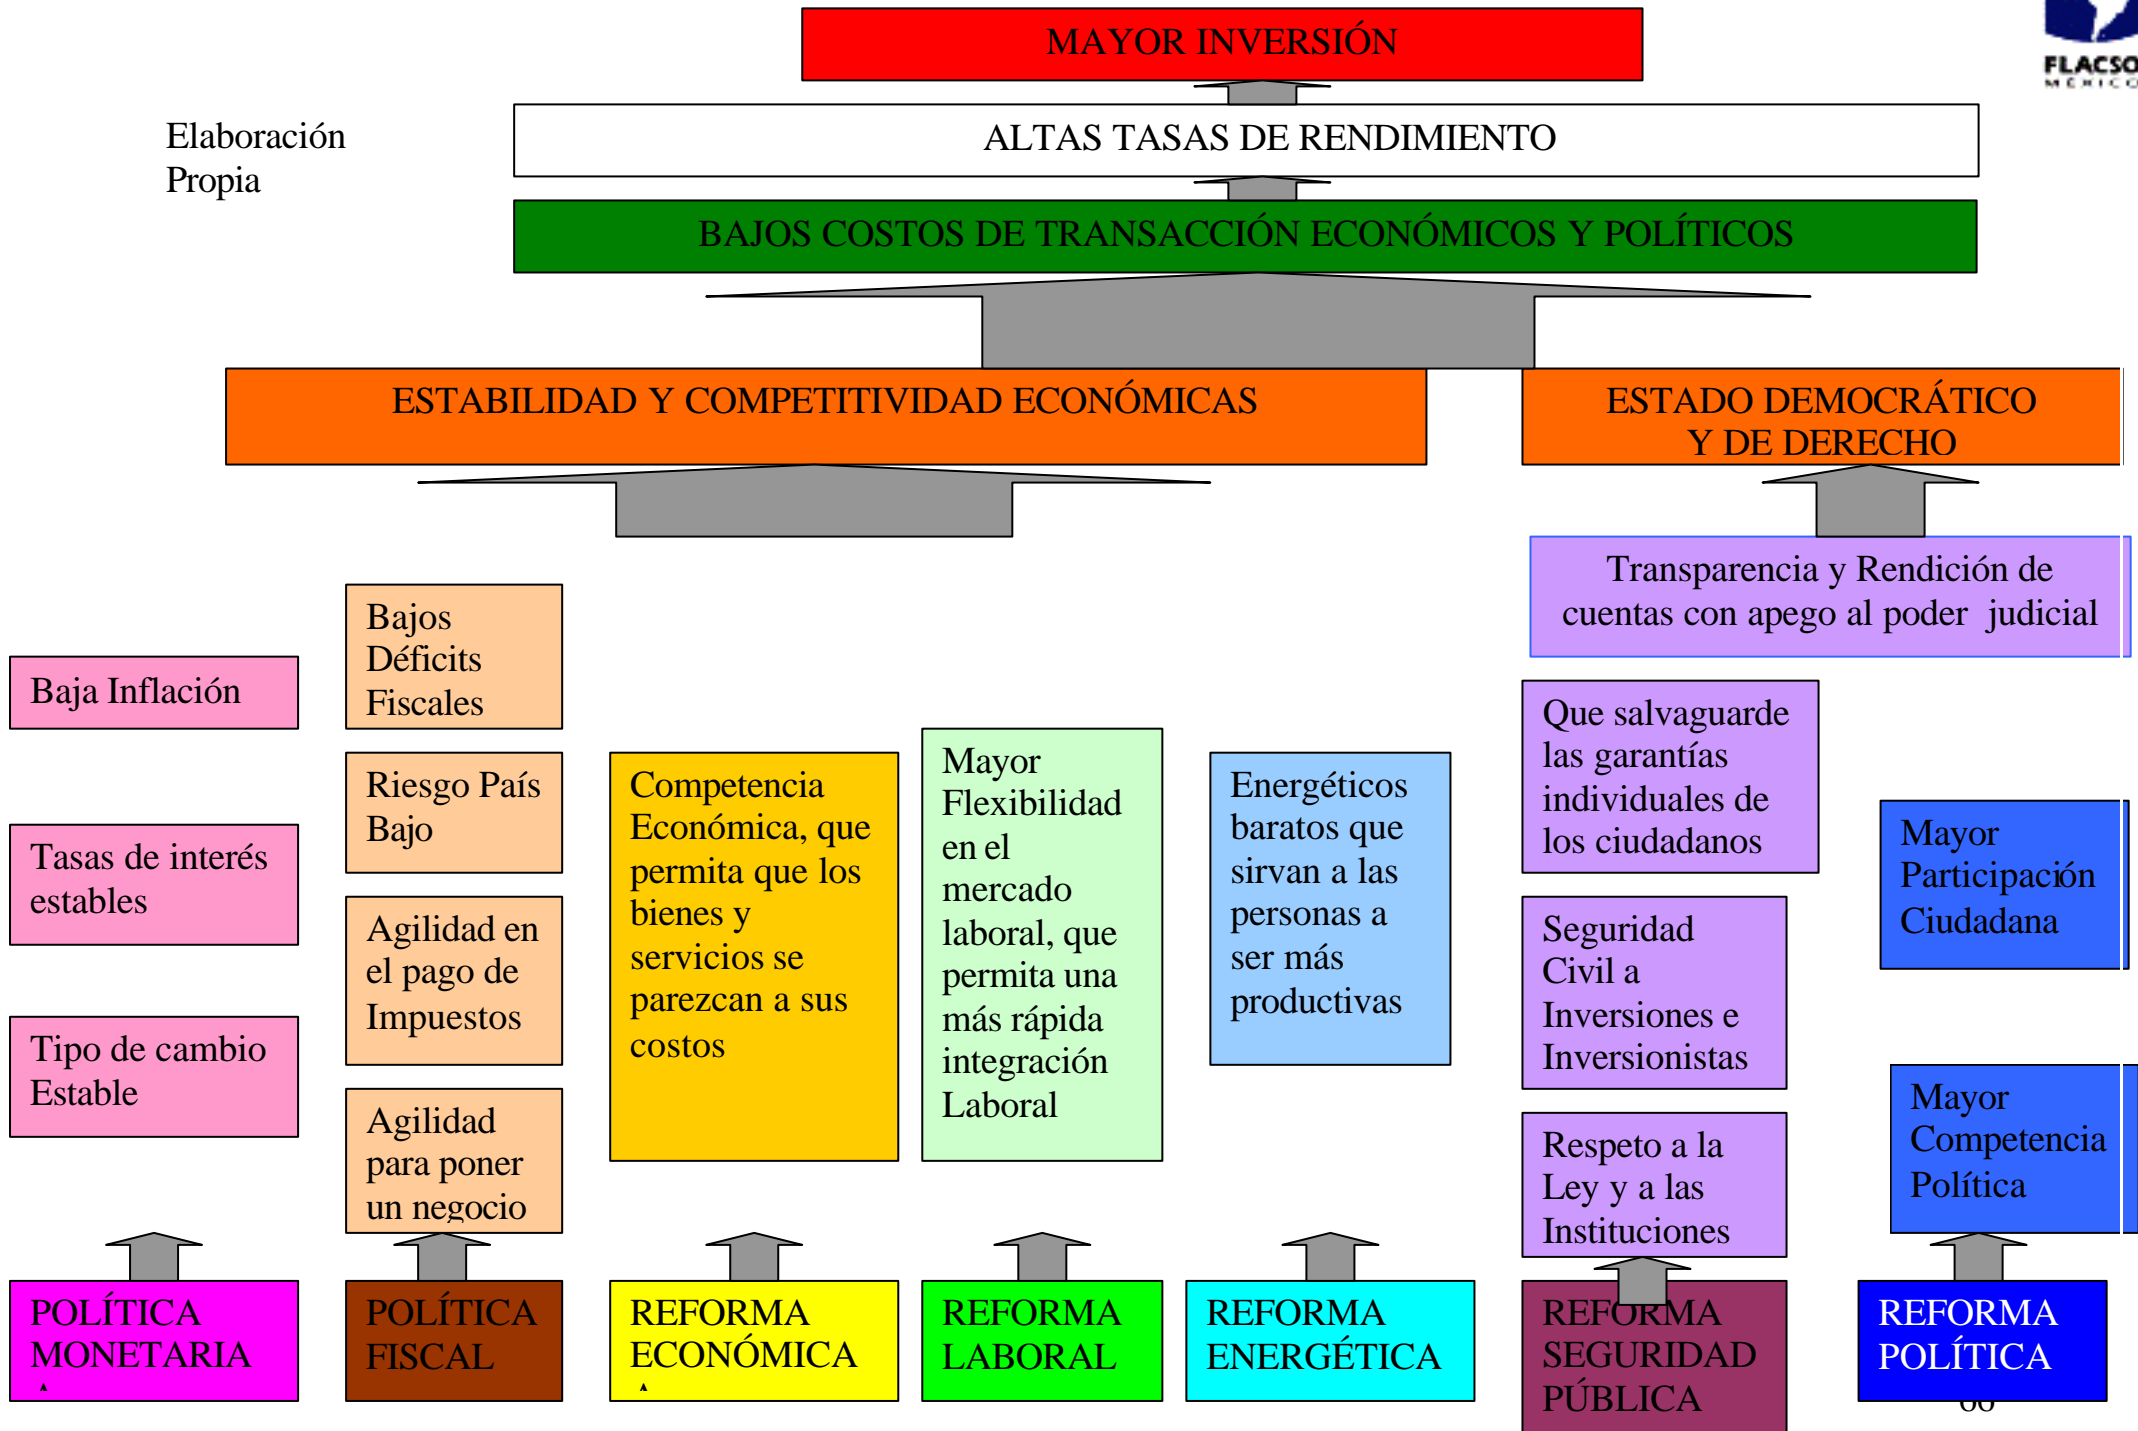 MAYOR INVERSIÓN
FLACSO
MÉXICO
Elaboración
Propia
ALTAS TASAS DE RENDIMIENTO
BAJOS COSTOS DE TRANSACCIÓN ECONÓMICOS Y POLÍTICOS
ESTABILIDAD Y COMPETITIVIDAD ECONÓMICAS
ESTADO DEMOCRÁTICO
Y DE DERECHO
Transparencia y Rendición de
cuentas con apego al poder judicial
Baja Inflación
Tasas de interés
estables
Tipo de cambio
Estable
Bajos
Déficits
Fiscales
Riesgo País
Bajo
Agilidad en
el pago de
Impuestos
Agilidad
para poner
un negocio
Competencia
Económica, que
permita que los
bienes y
servicios se
parezcan a sus
costos
Mayor
Flexibilidad
en el
mercado
laboral, que
permita una
más rápida
integración
Laboral
Energéticos
baratos que
sirvan a las
personas a
ser más
productivas
Que salvaguarde
las garantías
individuales de
los ciudadanos
Seguridad
Civil a
Inversiones e
Inversionistas
Respeto a la
Ley y a las
Instituciones
Mayor
Participación
Ciudadana
Mayor
Competencia
Política
POLÍTICA
MONETARIA
POLÍTICA
FISCAL
REFORMA
ECONÓMICA
REFORMA
LABORAL
REFORMA
ENERGÉTICA
REFORMA
SEGURIDAD
PÚBLICA
REFORMA
POLÍTICA